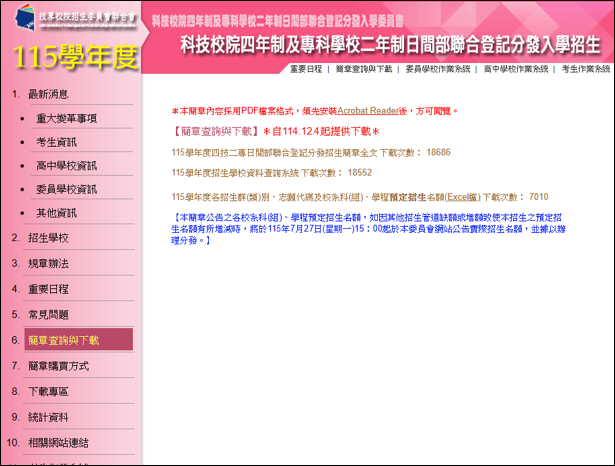 技專校院招生委員會聯合會
115學年度
科技校院四年制及專科學校二年制日間部聯合登記分發入學委員會
科技校院四年制及專科學校二年制日間部聯合登記分發入學招生
重要日程 | 簡章查詢與下載 | 委員學校作業系統 | 高中學校作業系統 | 考生作業系統
1. 最新消息
• 重大變革事項
• 考生資訊
• 高中學校資訊
• 委員學校資訊
• 其他資訊
2. 招生學校
3. 規章辦法
4. 重要日程
5. 常見問題
6. 簡章查詢與下載
7. 簡章購買方式
8. 下載專區
9. 統計資料
10. 相關網站連結
＊本簡章內容採用PDF檔案格式，須先安裝Acrobat Reader後，方可閱覽。
【簡章查詢與下載】＊自114.12.4起提供下載＊
115學年度四技二專日間部聯合登記分發招生簡章全文 下載次數： 18686
115學年度招生學校資料查詢系統 下載次數： 18552
115學年度各招生群(類)別、志願代碼及校系科(組)、學程預定招生名額(Excel檔) 下載次數： 7010
【本簡章公告之各校系科(組)、學程預定招生名額，如因其他招生管道缺額或增額致使本招生之預定招
生名額有所增減時，將於115年7月27日(星期一)15：00起於本委員會網站公告實際招生名額，並據以辦
理分發。】